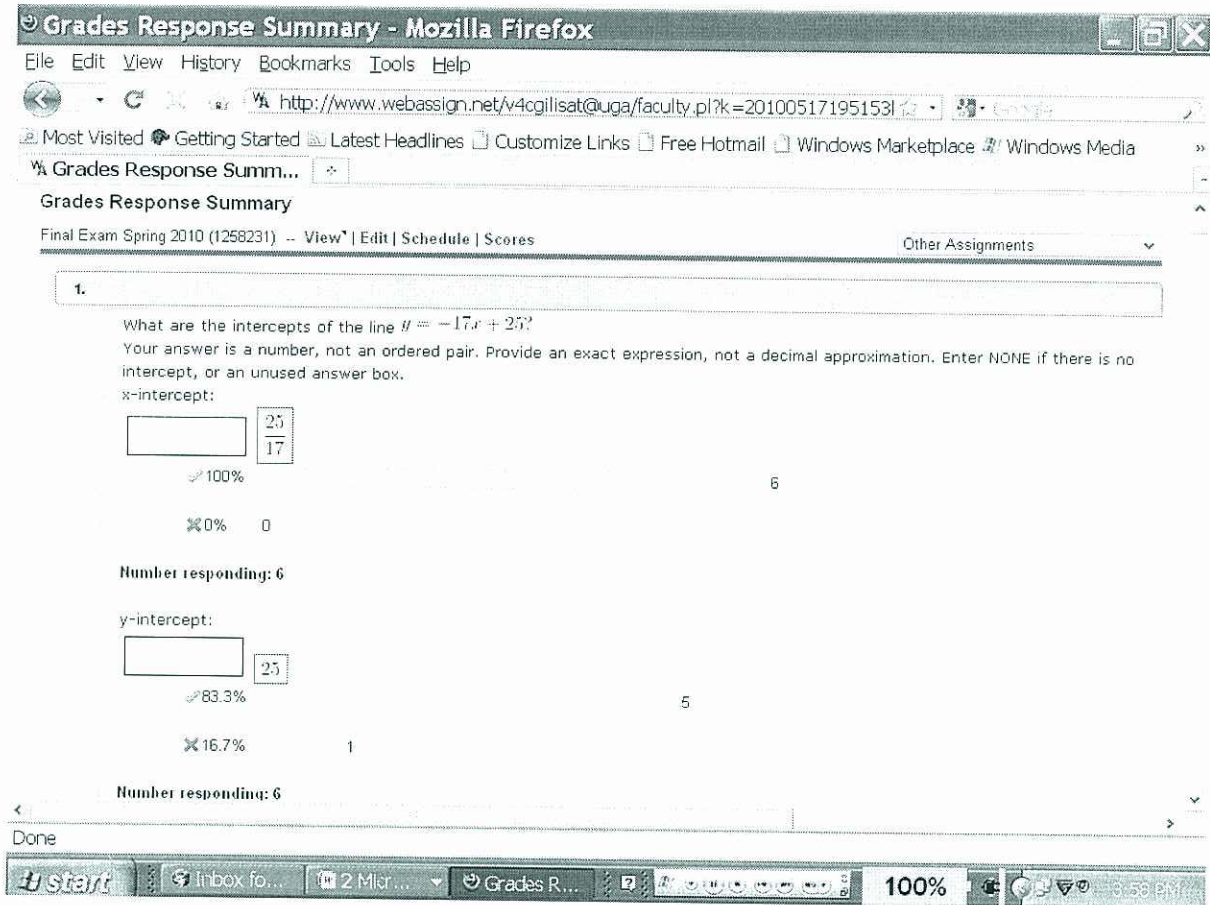 Grades Response Summary - Mozilla Firefox
File Edit View History Bookmarks Tools Help
http://www.webassign.net/v4cgilisat@uga/faculty.pl?k=20100517195153
Most Visited Getting Started Latest Headlines Customize Links Free Hotmail Windows Marketplace Windows Media »
Grades Response Summ...
Grades Response Summary
Final Exam Spring 2010 (1258231) -- View | Edit | Schedule | Scores Other Assignments
1.
What are the intercepts of the line y = −17x + 25?
Your answer is a number, not an ordered pair. Provide an exact expression, not a decimal approximation. Enter NONE if there is no
intercept, or an unused answer box.
x-intercept:
25
17
100% 6
0% 0
Number responding: 6
y-intercept:
25
83.3% 5
16.7% 1
Number responding: 6
Done
start Inbox fo... 2 Micr... Grades R... 100% 3:58 PM